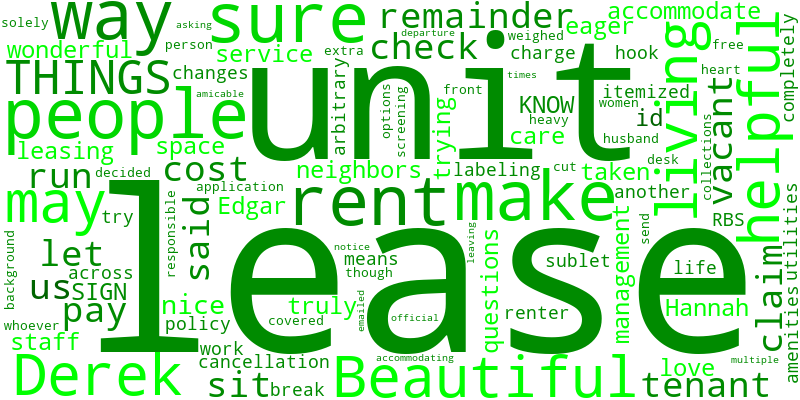 solely
way
asking
sure
departure
remainder
accommodate
wonderful
person
service
check
weighed
eager
THINGS
changes
extra
charge
hook
free
completely
amicable
unit
times
heart
people
arbitrary
options
screening
front
KNOW
itemized
women
living
helpful
leasing
space
trying
heavy
care
id
vacant
run
decided
cost
neighbors
labeling
husband
taken
cut
desk
collections
may
application
rent
make
another
try
Edgar
said
responsible
RBS
let
lease
notice
means
leaving
sublet
questions
management
send
background
across
though
life
claim
utilities
us
SIGN
pay
nice
truly
emailed
renter
Hannah
amenities
whoever
policy
covered
official
staff
work
cancellation
accommodating
love
multiple
Derek
sit
break
Beautiful
tenant